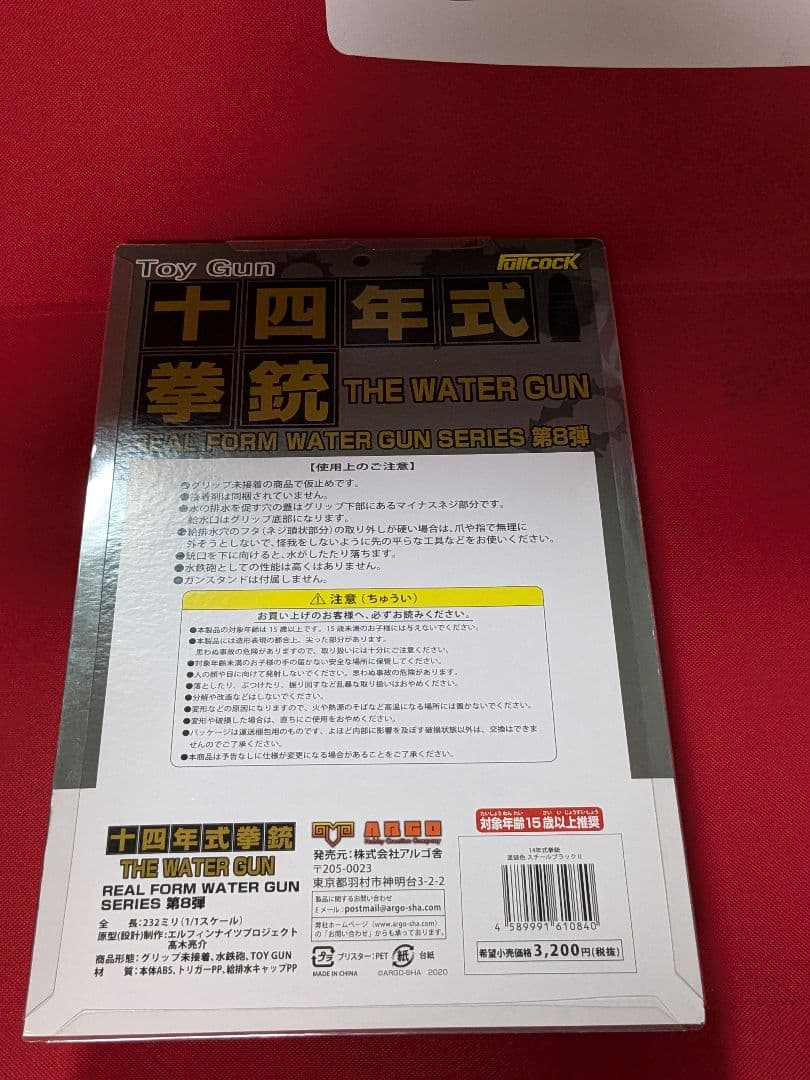 Toy Gun
FullcocK
十四年式
拳銃 THE WATER GUN
REAL FORM WATER GUN SERIES 第8弾
【使用上のご注意】
●グリップ未接着の商品で仮止めです。
●接着剤は同梱されていません。
●水の排水を促す穴の蓋はグリップ下部にあるマイナスネジ部分です。
給水口はグリップ底部になります。
●給排水穴のフタ(ネジ頭状部分)の取り外しが硬い場合は、爪や指で無理に
外そうとしないで、怪我をしないように先の平らな工具などをお使いください。
●銃口を下に向けると、水がしたたり落ちます。
●水鉄砲としての性能は高くはありません。
●ガンスタンドは付属しません。
⚠ 注意(ちゅうい)
お買い上げのお客様へ、必ずお読みください。
●本製品の対象年齢は15歳以上です。15歳未満のお子様には与えないでください。
●本製品には造形表現の都合上、尖った部分があります。
思わぬ事故の危険がありますので、取り扱いには十分にご注意ください。
●対象年齢未満のお子様の手の届かない安全な場所に保管してください。
●人の顔や目に向けて発射しないでください。思わぬ事故の危険があります。
●落としたり、ぶつけたり、振り回すなど乱暴な取り扱いはおやめください。
●分解や改造などはしないでください。
●変形などの原因になりますので、火や熱源のそばなど高温になる場所には置かないでください。
●変形や破損した場合は、直ちにご使用をおやめください。
●パッケージは運送梱包用のものです、よほど内部に影響を及ぼす破損状態以外は、交換はできま
せんのでご了承ください。
●本商品は予告なしに仕様が変更になる場合があることをご了承ください。
十四年式拳銃
THE WATER GUN
REAL FORM WATER GUN
SERIES 第8弾
全 長:232ミリ(1/1スケール)
原型(設計)制作:エルフィンナイツプロジェクト
高木亮介
商品形態:グリップ未接着、水鉄砲、TOY GUN
材 質:本体ABS、トリガーPP、給排水キャップPP
ARGO
Hobby Creative Company
発売元:株式会社アルゴ舎
〒205-0023
東京都羽村市神明台3-2-2
製品に関するお問い合わせ
Eメール:postmail@argo-sha.com
弊社ホームページ(www.argo-sha.com)
の「お問い合わせ」からも承っております。
プラ ブリスター:PET 紙 台紙
MADE IN CHINA ©ARGO-SHA 2020
たいしょうねんれい さい いじょうすいしょう
対象年齢15歳以上推奨
14年式拳銃
塗装色 スチールブラックⅡ
4 589991 610840
希望小売価格 3,200円(税抜)